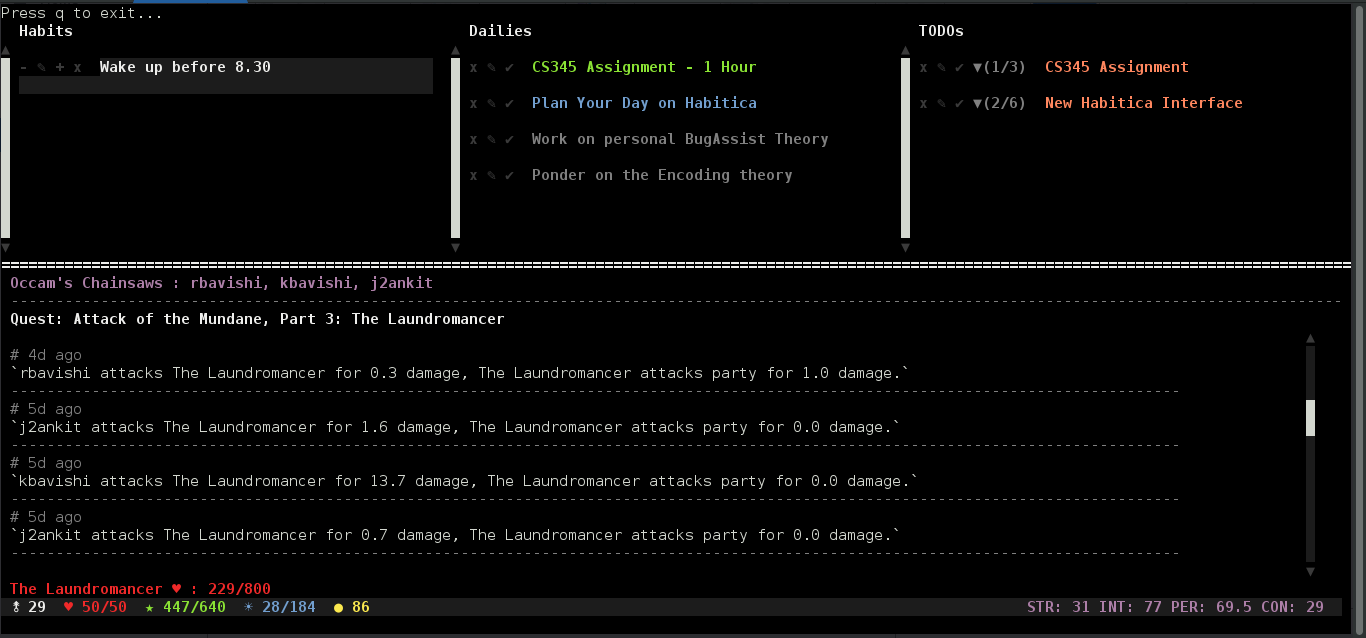 Press q to exit...
Habits
Dailies
TODOs
- ✎ + x Wake up before 8.30
x ✎ ✔ CS345 Assignment - 1 Hour
x ✎ ✔ Plan Your Day on Habitica
x ✎ ✔ Work on personal BugAssist Theory
x ✎ ✔ Ponder on the Encoding theory
x ✎ ✔ ▼(1/3) CS345 Assignment
x ✎ ✔ ▼(2/6) New Habitica Interface
Occam's Chainsaws : rbavishi, kbavishi, j2ankit
Quest: Attack of the Mundane, Part 3: The Laundromancer
# 4d ago
`rbavishi attacks The Laundromancer for 0.3 damage, The Laundromancer attacks party for 1.0 damage.`
# 5d ago
`j2ankit attacks The Laundromancer for 1.6 damage, The Laundromancer attacks party for 0.0 damage.`
# 5d ago
`kbavishi attacks The Laundromancer for 13.7 damage, The Laundromancer attacks party for 0.0 damage.`
# 5d ago
`j2ankit attacks The Laundromancer for 0.7 damage, The Laundromancer attacks party for 0.0 damage.`
The Laundromancer ♥ : 229/800
29 ♥ 50/50 ★ 447/640 ☀ 28/184 ● 86 STR: 31 INT: 77 PER: 69.5 CON: 29